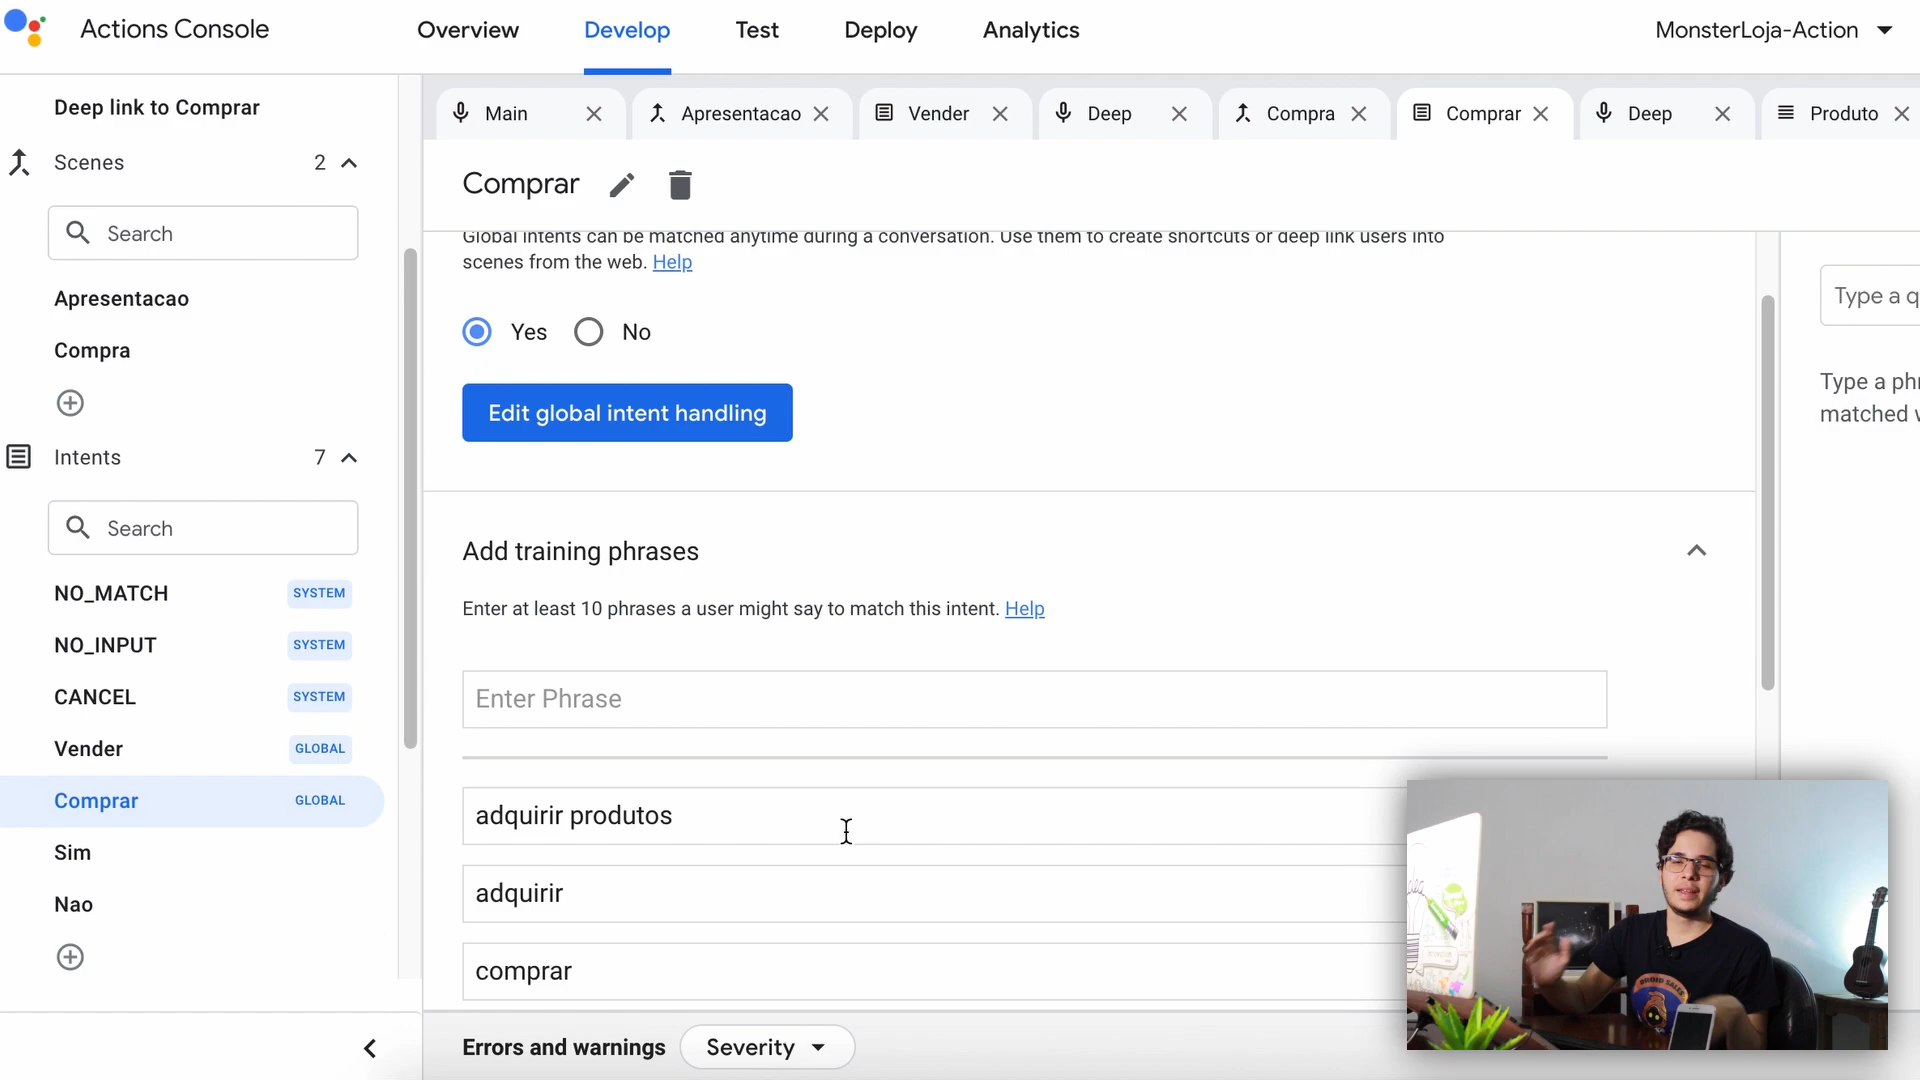 Actions Console
Overview
Develop
Test
Deploy
Analytics
MonsterLoja-Action
Deep link to Comprar
Scenes 2
Search
Apresentacao
Compra
Intents 7
Search
NO_MATCH SYSTEM
NO_INPUT SYSTEM
CANCEL SYSTEM
Vender GLOBAL
Comprar GLOBAL
Sim
Nao
Main
Apresentacao
Vender
Deep
Compra
Comprar
Deep
Produto
Comprar
Global intents can be matched anytime during a conversation. Use them to create shortcuts or deep link users into
scenes from the web. Help
Yes No
Edit global intent handling
Add training phrases
Enter at least 10 phrases a user might say to match this intent. Help
Enter Phrase
adquirir produtos
adquirir
comprar
Errors and warnings
Severity
Type a q
Type a phr
matched w
DROID SALES